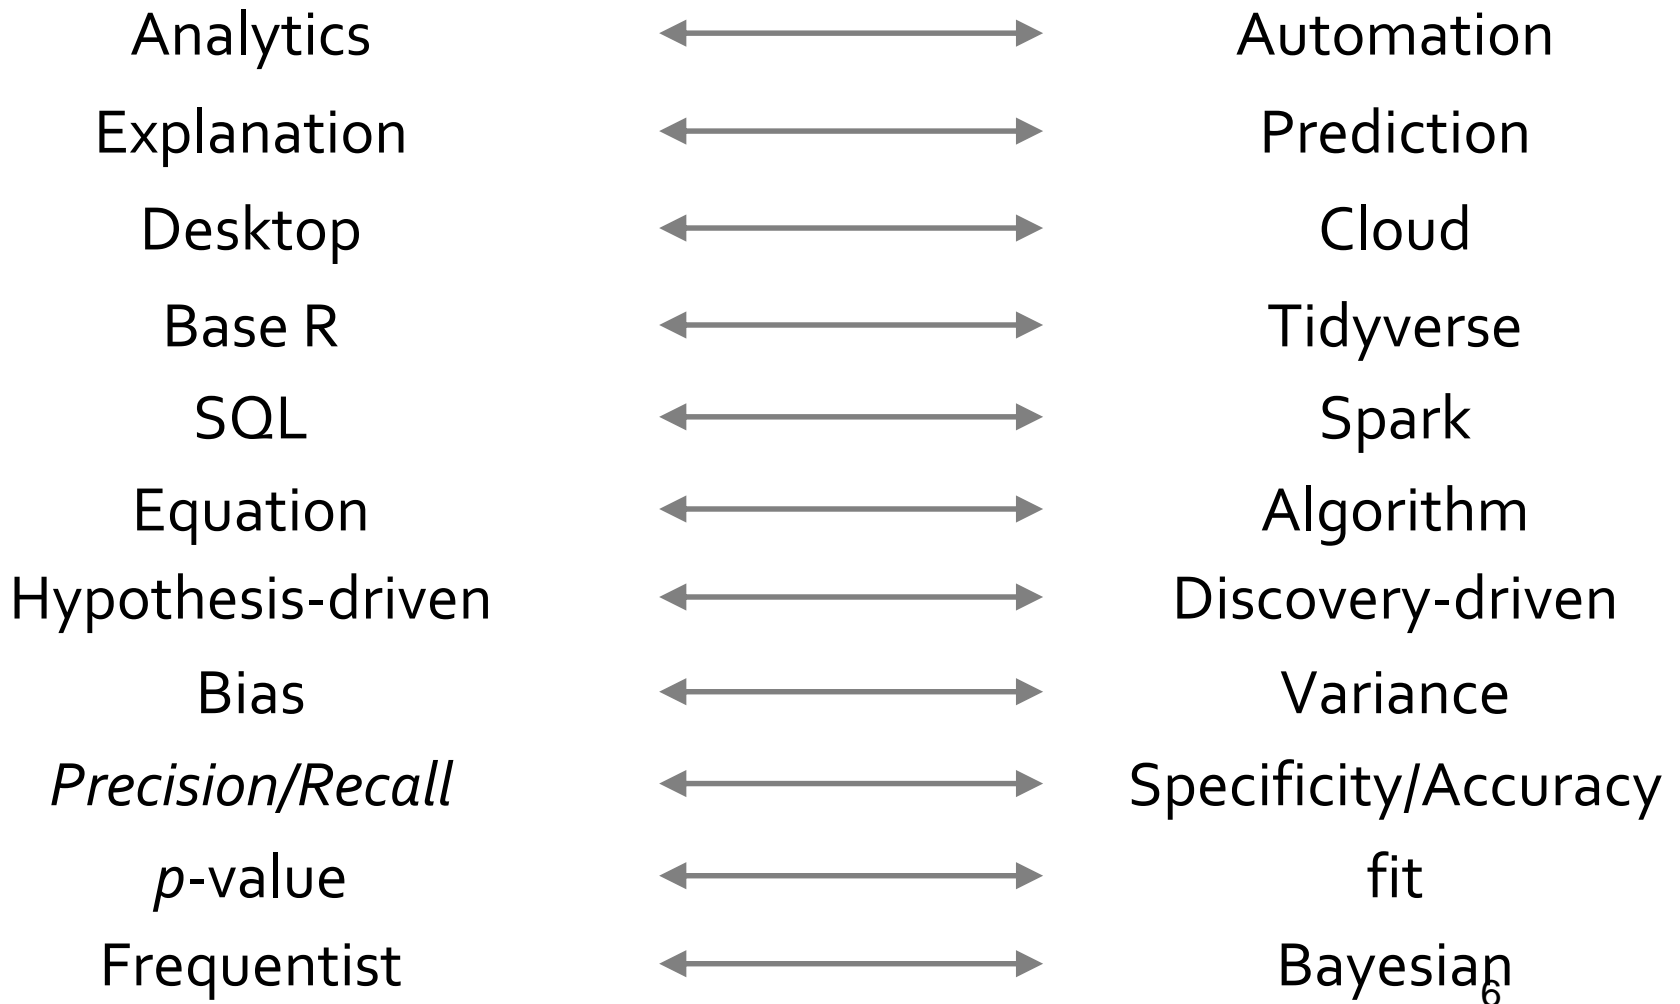 Analytics Automation
Explanation Prediction
Desktop Cloud
Base R Tidyverse
SQL Spark
Equation Algorithm
Hypothesis-driven Discovery-driven
Bias Variance
Precision/Recall Specificity/Accuracy
p-value fit
Frequentist Bayesian
6